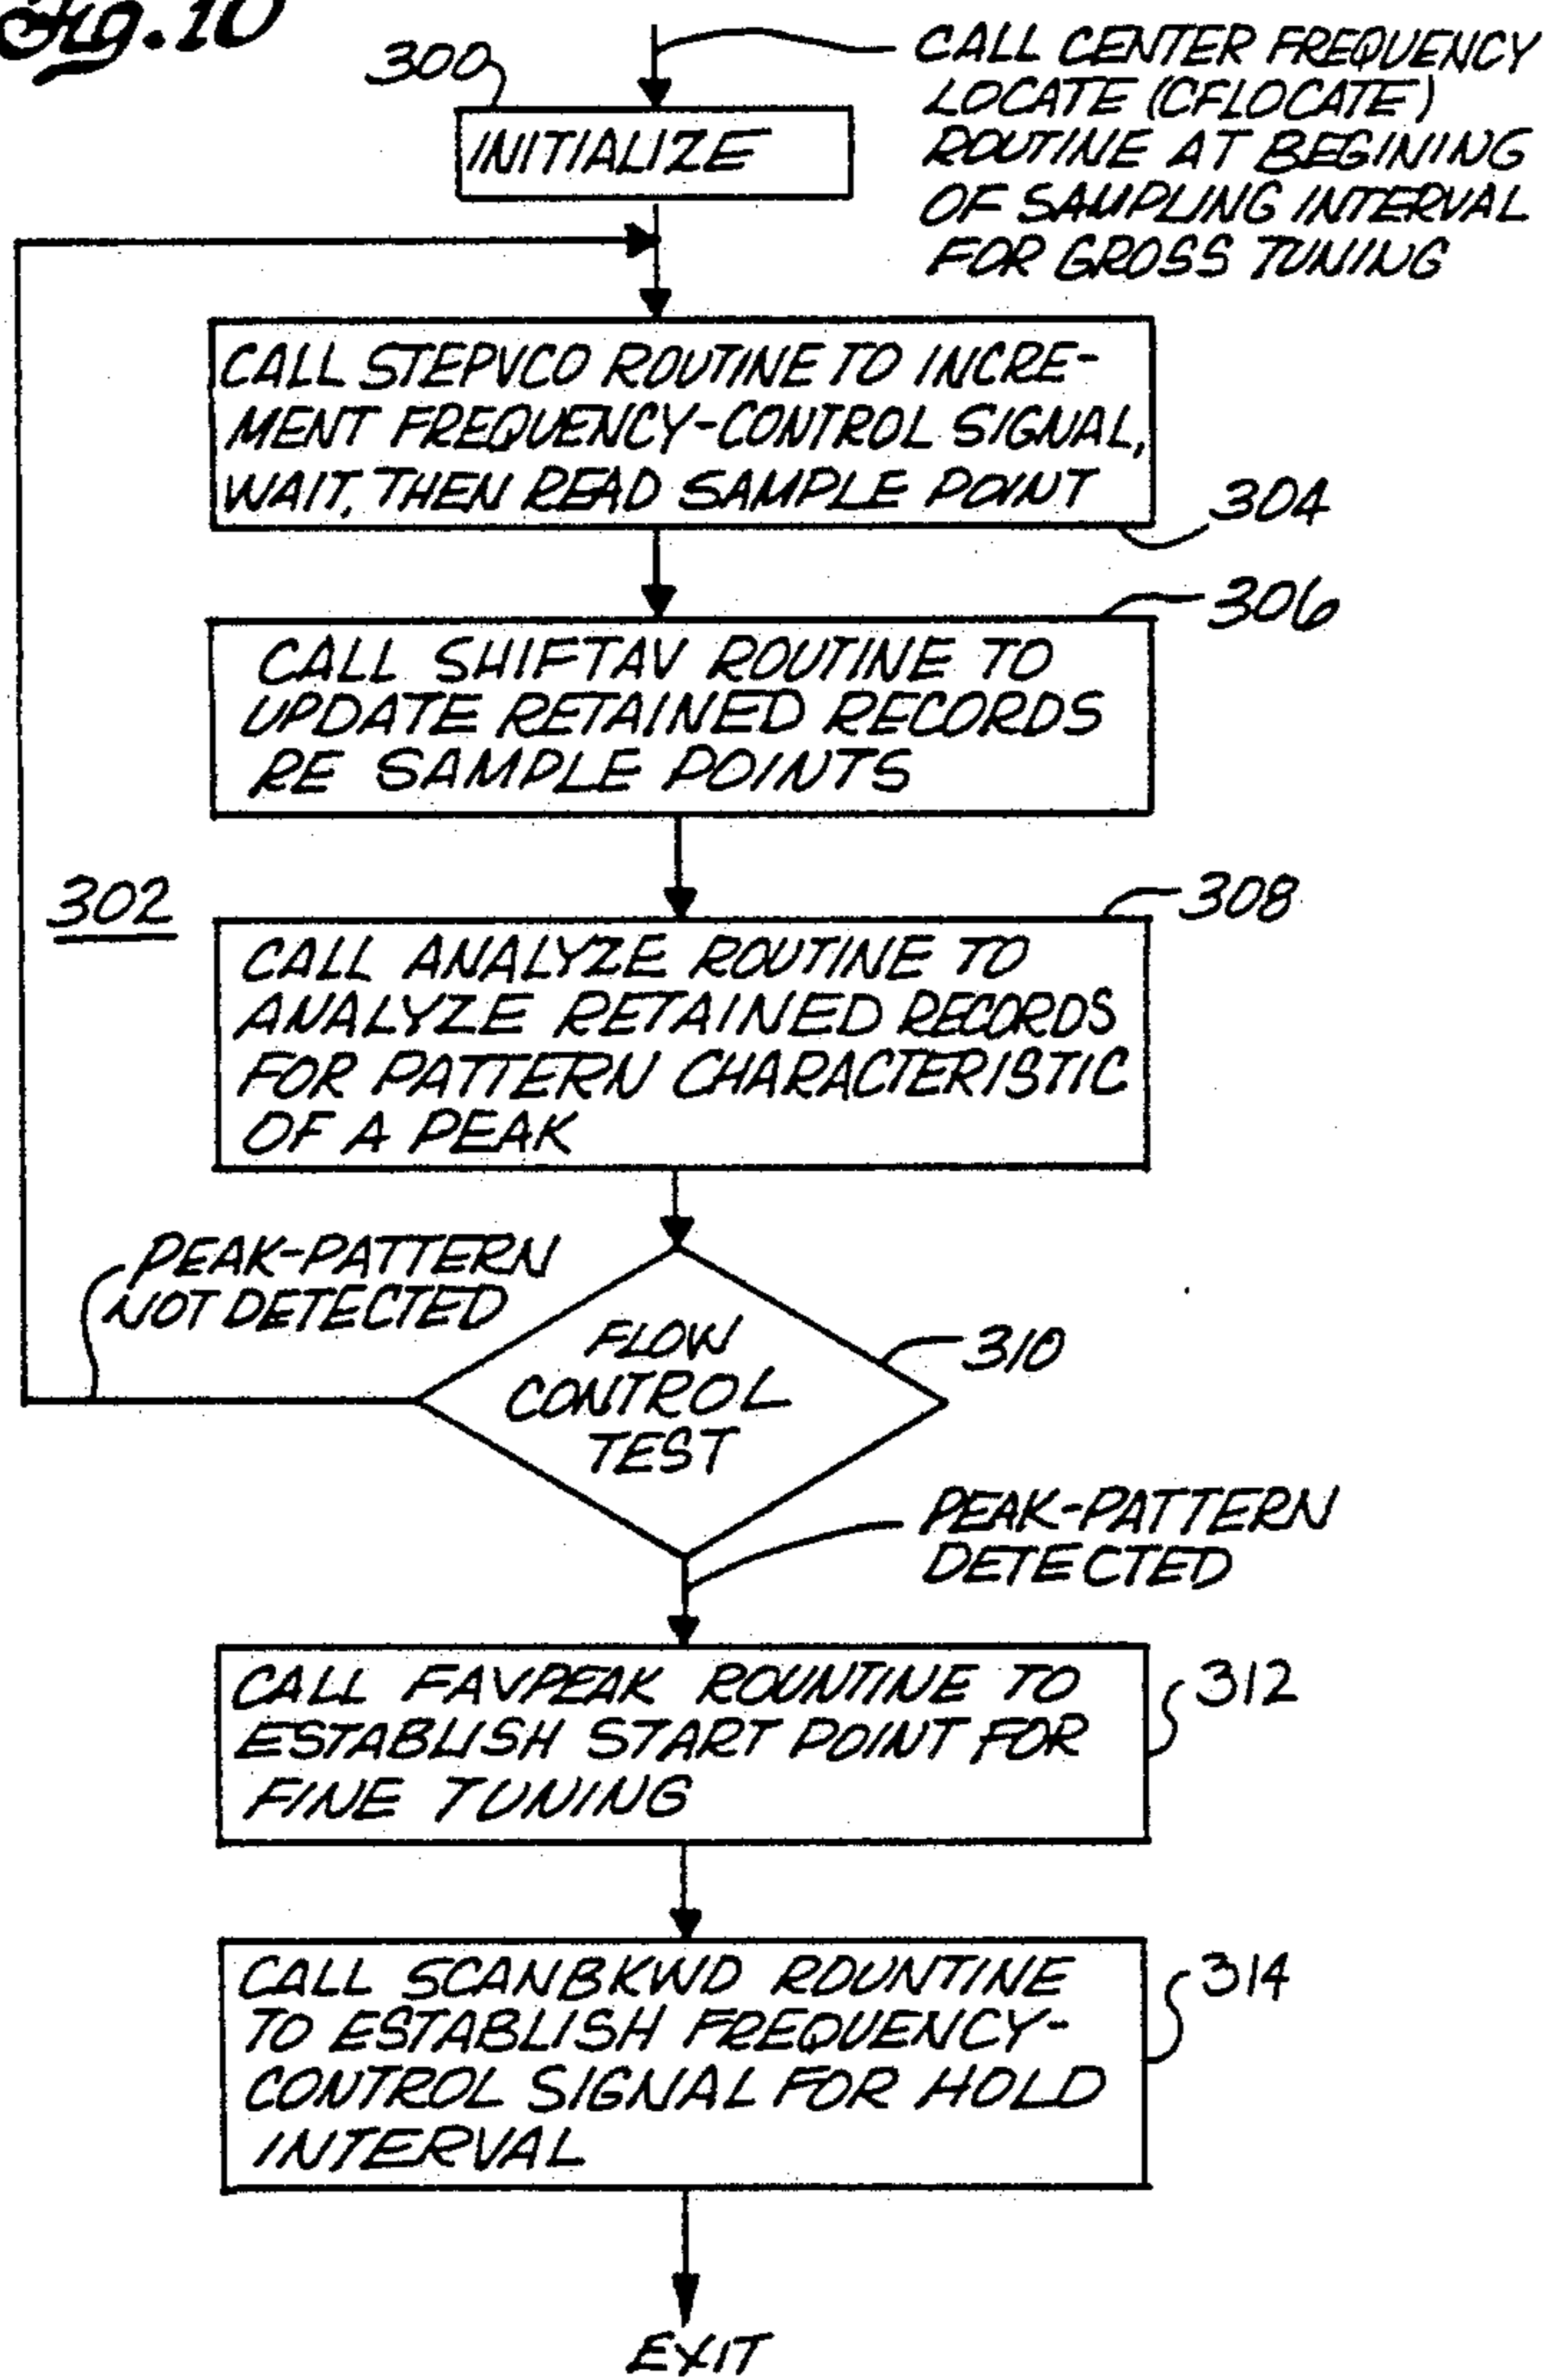 Fig. 10
300
CALL CENTER FREQUENCY
LOCATE (CFLOCATE)
ROUTINE AT BEGINING
OF SAMPLING INTERVAL
FOR GROSS TUNING
INITIALIZE
CALL STEPVCO ROUTINE TO INCRE-
MENT FREQUENCY-CONTROL SIGNAL,
WAIT, THEN READ SAMPLE POINT
304
306
CALL SHIFTAV ROUTINE TO
UPDATE RETAINED RECORDS
RE SAMPLE POINTS
302
308
CALL ANALYZE ROUTINE TO
ANALYZE RETAINED RECORDS
FOR PATTERN CHARACTERISTIC
OF A PEAK
PEAK-PATTERN
NOT DETECTED
FLOW
CONTROL
TEST
310
PEAK-PATTERN
DETECTED
CALL FAVPEAK ROUNTINE TO
ESTABLISH START POINT FOR
FINE TUNING
312
CALL SCANBKWD ROUNTINE
TO ESTABLISH FREQUENCY-
CONTROL SIGNAL FOR HOLD
INTERVAL
314
EXIT